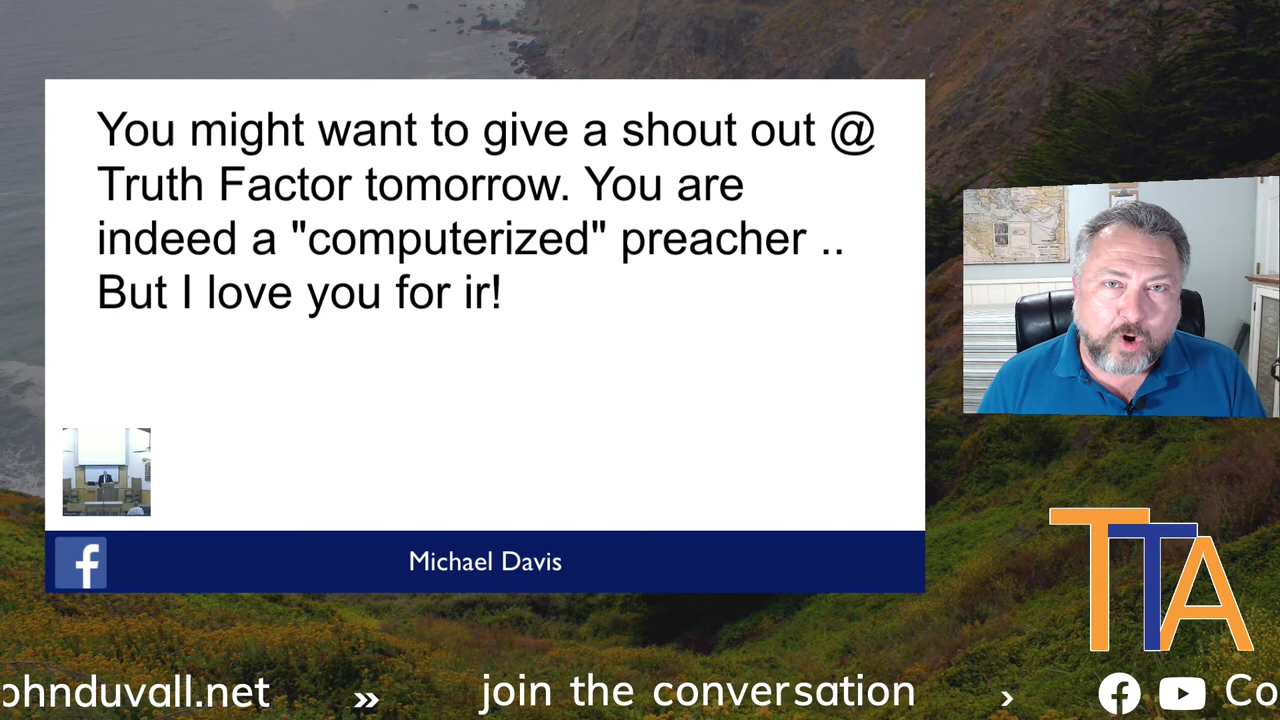 You might want to give a shout out @
Truth Factor tomorrow. You are
indeed a "computerized" preacher ..
But I love you for ir!
Michael Davis
TTA
ohnduvall.net » join the conversation › Co